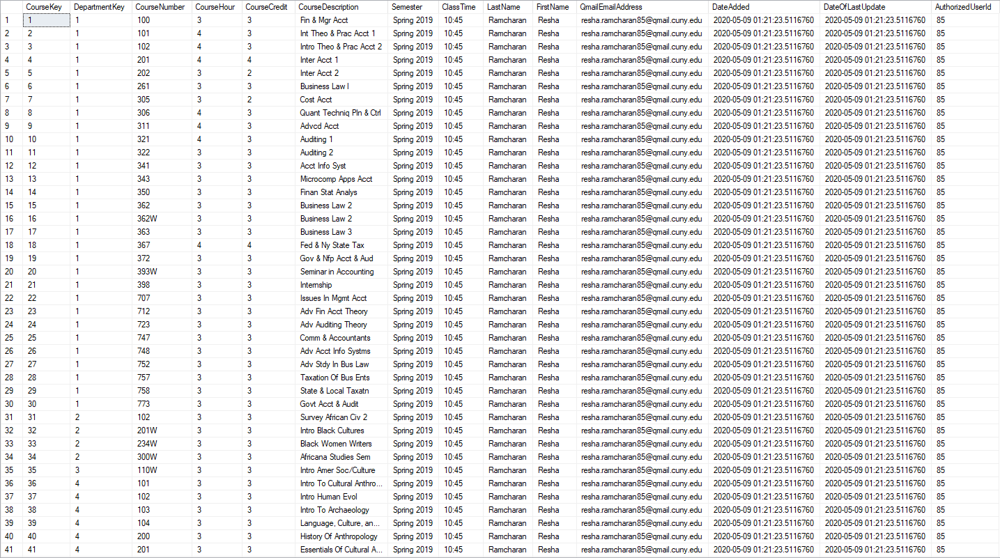 CourseKey DepartmentKey CourseNumber CourseHour CourseCredit CourseDescription Semester ClassTime LastName FirstName QmailEmailAddress DateAdded DateOfLastUpdate AuthorizedUserId
1 1 1 100 3 3 Fin & Mgr Acct Spring 2019 10:45 Ramcharan Resha resha.ramcharan85@qmail.cuny.edu 2020-05-09 01:21:23.5116760 2020-05-09 01:21:23.5116760 85
2 2 1 101 4 3 Int Theo & Prac Acct 1 Spring 2019 10:45 Ramcharan Resha resha.ramcharan85@qmail.cuny.edu 2020-05-09 01:21:23.5116760 2020-05-09 01:21:23.5116760 85
3 3 1 102 4 3 Intro Theo & Prac Acct 2 Spring 2019 10:45 Ramcharan Resha resha.ramcharan85@qmail.cuny.edu 2020-05-09 01:21:23.5116760 2020-05-09 01:21:23.5116760 85
4 4 1 201 4 4 Inter Acct 1 Spring 2019 10:45 Ramcharan Resha resha.ramcharan85@qmail.cuny.edu 2020-05-09 01:21:23.5116760 2020-05-09 01:21:23.5116760 85
5 5 1 202 3 2 Inter Acct 2 Spring 2019 10:45 Ramcharan Resha resha.ramcharan85@qmail.cuny.edu 2020-05-09 01:21:23.5116760 2020-05-09 01:21:23.5116760 85
6 6 1 261 3 3 Business Law I Spring 2019 10:45 Ramcharan Resha resha.ramcharan85@qmail.cuny.edu 2020-05-09 01:21:23.5116760 2020-05-09 01:21:23.5116760 85
7 7 1 305 3 2 Cost Acct Spring 2019 10:45 Ramcharan Resha resha.ramcharan85@qmail.cuny.edu 2020-05-09 01:21:23.5116760 2020-05-09 01:21:23.5116760 85
8 8 1 306 4 3 Quant Techniq Pln & Ctrl Spring 2019 10:45 Ramcharan Resha resha.ramcharan85@qmail.cuny.edu 2020-05-09 01:21:23.5116760 2020-05-09 01:21:23.5116760 85
9 9 1 311 4 3 Advcd Acct Spring 2019 10:45 Ramcharan Resha resha.ramcharan85@qmail.cuny.edu 2020-05-09 01:21:23.5116760 2020-05-09 01:21:23.5116760 85
10 10 1 321 4 3 Auditing 1 Spring 2019 10:45 Ramcharan Resha resha.ramcharan85@qmail.cuny.edu 2020-05-09 01:21:23.5116760 2020-05-09 01:21:23.5116760 85
11 11 1 322 3 3 Auditing 2 Spring 2019 10:45 Ramcharan Resha resha.ramcharan85@qmail.cuny.edu 2020-05-09 01:21:23.5116760 2020-05-09 01:21:23.5116760 85
12 12 1 341 3 3 Acct Info Syst Spring 2019 10:45 Ramcharan Resha resha.ramcharan85@qmail.cuny.edu 2020-05-09 01:21:23.5116760 2020-05-09 01:21:23.5116760 85
13 13 1 343 3 3 Microcomp Apps Acct Spring 2019 10:45 Ramcharan Resha resha.ramcharan85@qmail.cuny.edu 2020-05-09 01:21:23.5116760 2020-05-09 01:21:23.5116760 85
14 14 1 350 3 3 Finan Stat Analys Spring 2019 10:45 Ramcharan Resha resha.ramcharan85@qmail.cuny.edu 2020-05-09 01:21:23.5116760 2020-05-09 01:21:23.5116760 85
15 15 1 362 3 3 Business Law 2 Spring 2019 10:45 Ramcharan Resha resha.ramcharan85@qmail.cuny.edu 2020-05-09 01:21:23.5116760 2020-05-09 01:21:23.5116760 85
16 16 1 362W 3 3 Business Law 2 Spring 2019 10:45 Ramcharan Resha resha.ramcharan85@qmail.cuny.edu 2020-05-09 01:21:23.5116760 2020-05-09 01:21:23.5116760 85
17 17 1 363 3 3 Business Law 3 Spring 2019 10:45 Ramcharan Resha resha.ramcharan85@qmail.cuny.edu 2020-05-09 01:21:23.5116760 2020-05-09 01:21:23.5116760 85
18 18 1 367 4 4 Fed & Ny State Tax Spring 2019 10:45 Ramcharan Resha resha.ramcharan85@qmail.cuny.edu 2020-05-09 01:21:23.5116760 2020-05-09 01:21:23.5116760 85
19 19 1 372 3 3 Gov & Nfp Acct & Aud Spring 2019 10:45 Ramcharan Resha resha.ramcharan85@qmail.cuny.edu 2020-05-09 01:21:23.5116760 2020-05-09 01:21:23.5116760 85
20 20 1 393W 3 3 Seminar in Accounting Spring 2019 10:45 Ramcharan Resha resha.ramcharan85@qmail.cuny.edu 2020-05-09 01:21:23.5116760 2020-05-09 01:21:23.5116760 85
21 21 1 398 3 3 Internship Spring 2019 10:45 Ramcharan Resha resha.ramcharan85@qmail.cuny.edu 2020-05-09 01:21:23.5116760 2020-05-09 01:21:23.5116760 85
22 22 1 707 3 3 Issues In Mgmt Acct Spring 2019 10:45 Ramcharan Resha resha.ramcharan85@qmail.cuny.edu 2020-05-09 01:21:23.5116760 2020-05-09 01:21:23.5116760 85
23 23 1 712 3 3 Adv Fin Acct Theory Spring 2019 10:45 Ramcharan Resha resha.ramcharan85@qmail.cuny.edu 2020-05-09 01:21:23.5116760 2020-05-09 01:21:23.5116760 85
24 24 1 723 3 3 Adv Auditing Theory Spring 2019 10:45 Ramcharan Resha resha.ramcharan85@qmail.cuny.edu 2020-05-09 01:21:23.5116760 2020-05-09 01:21:23.5116760 85
25 25 1 747 3 3 Comm & Accountants Spring 2019 10:45 Ramcharan Resha resha.ramcharan85@qmail.cuny.edu 2020-05-09 01:21:23.5116760 2020-05-09 01:21:23.5116760 85
26 26 1 748 3 3 Adv Acct Info Systms Spring 2019 10:45 Ramcharan Resha resha.ramcharan85@qmail.cuny.edu 2020-05-09 01:21:23.5116760 2020-05-09 01:21:23.5116760 85
27 27 1 752 3 3 Adv Stdy In Bus Law Spring 2019 10:45 Ramcharan Resha resha.ramcharan85@qmail.cuny.edu 2020-05-09 01:21:23.5116760 2020-05-09 01:21:23.5116760 85
28 28 1 757 3 3 Taxation Of Bus Ents Spring 2019 10:45 Ramcharan Resha resha.ramcharan85@qmail.cuny.edu 2020-05-09 01:21:23.5116760 2020-05-09 01:21:23.5116760 85
29 29 1 758 3 3 State & Local Taxatn Spring 2019 10:45 Ramcharan Resha resha.ramcharan85@qmail.cuny.edu 2020-05-09 01:21:23.5116760 2020-05-09 01:21:23.5116760 85
30 30 1 773 3 3 Govt Acct & Audit Spring 2019 10:45 Ramcharan Resha resha.ramcharan85@qmail.cuny.edu 2020-05-09 01:21:23.5116760 2020-05-09 01:21:23.5116760 85
31 31 2 102 3 3 Survey African Civ 2 Spring 2019 10:45 Ramcharan Resha resha.ramcharan85@qmail.cuny.edu 2020-05-09 01:21:23.5116760 2020-05-09 01:21:23.5116760 85
32 32 2 201W 3 3 Intro Black Cultures Spring 2019 10:45 Ramcharan Resha resha.ramcharan85@qmail.cuny.edu 2020-05-09 01:21:23.5116760 2020-05-09 01:21:23.5116760 85
33 33 2 234W 3 3 Black Women Writers Spring 2019 10:45 Ramcharan Resha resha.ramcharan85@qmail.cuny.edu 2020-05-09 01:21:23.5116760 2020-05-09 01:21:23.5116760 85
34 34 2 300W 3 3 Africana Studies Sem Spring 2019 10:45 Ramcharan Resha resha.ramcharan85@qmail.cuny.edu 2020-05-09 01:21:23.5116760 2020-05-09 01:21:23.5116760 85
35 35 3 110W 3 3 Intro Amer Soc/Culture Spring 2019 10:45 Ramcharan Resha resha.ramcharan85@qmail.cuny.edu 2020-05-09 01:21:23.5116760 2020-05-09 01:21:23.5116760 85
36 36 4 101 3 3 Intro To Cultural Anthro... Spring 2019 10:45 Ramcharan Resha resha.ramcharan85@qmail.cuny.edu 2020-05-09 01:21:23.5116760 2020-05-09 01:21:23.5116760 85
37 37 4 102 3 3 Intro Human Evol Spring 2019 10:45 Ramcharan Resha resha.ramcharan85@qmail.cuny.edu 2020-05-09 01:21:23.5116760 2020-05-09 01:21:23.5116760 85
38 38 4 103 3 3 Intro To Archaeology Spring 2019 10:45 Ramcharan Resha resha.ramcharan85@qmail.cuny.edu 2020-05-09 01:21:23.5116760 2020-05-09 01:21:23.5116760 85
39 39 4 104 3 3 Language, Culture, an... Spring 2019 10:45 Ramcharan Resha resha.ramcharan85@qmail.cuny.edu 2020-05-09 01:21:23.5116760 2020-05-09 01:21:23.5116760 85
40 40 4 200 3 3 History Of Anthropology Spring 2019 10:45 Ramcharan Resha resha.ramcharan85@qmail.cuny.edu 2020-05-09 01:21:23.5116760 2020-05-09 01:21:23.5116760 85
41 41 4 201 3 3 Essentials Of Cultural A... Spring 2019 10:45 Ramcharan Resha resha.ramcharan85@qmail.cuny.edu 2020-05-09 01:21:23.5116760 2020-05-09 01:21:23.5116760 85